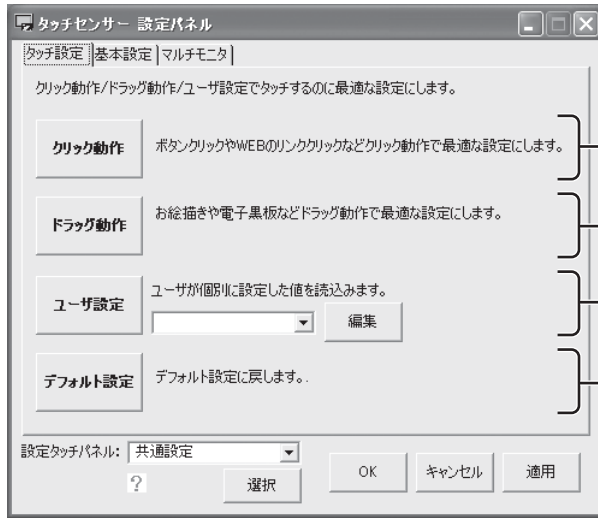 タッチセンサー 設定パネル
タッチ設定 基本設定 マルチモニタ
クリック動作/ドラッグ動作/ユーザ設定でタッチするのに最適な設定にします。
クリック動作
ボタンクリックやWEBのリンククリックなどクリック動作で最適な設定にします。
ドラッグ動作
お絵描きや電子黒板などドラッグ動作で最適な設定にします。
ユーザ設定
ユーザが個別に設定した値を読込みます。
編集
デフォルト設定
デフォルト設定に戻します。.
設定タッチパネル: 共通設定
?
選択
OK
キャンセル
適用